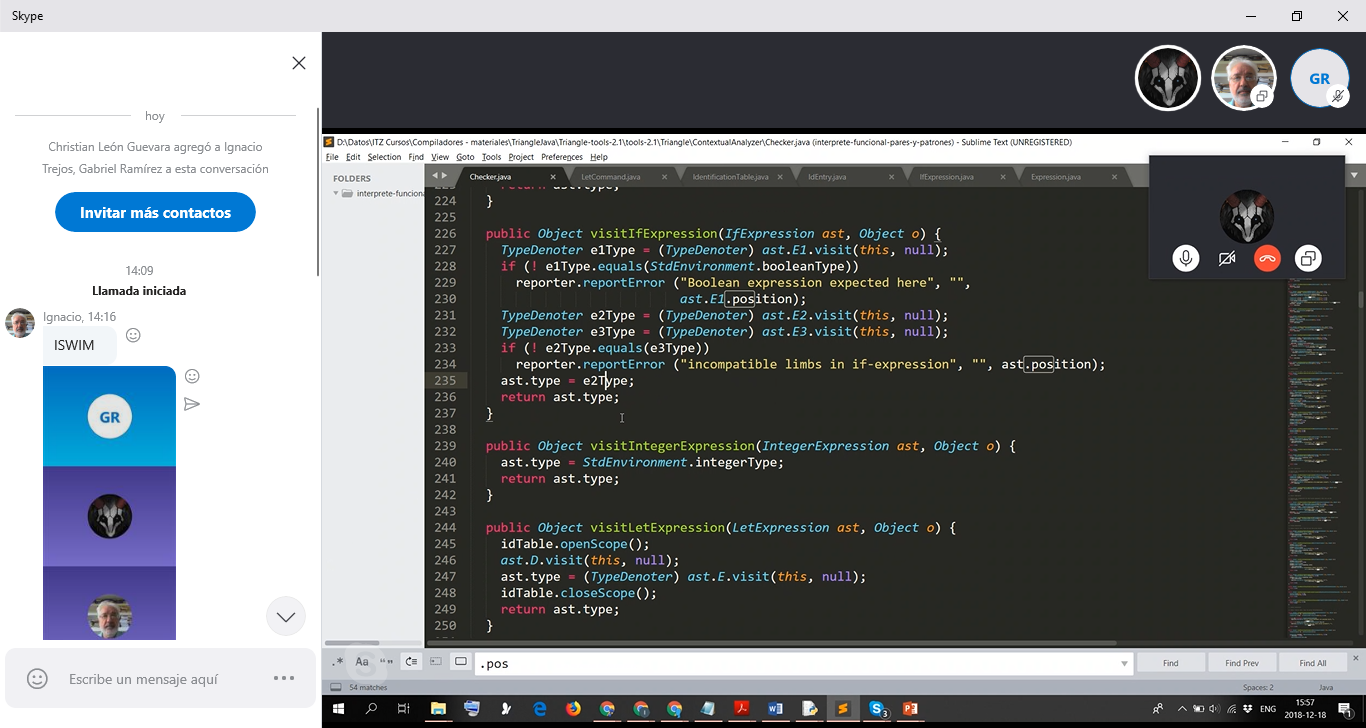 Skype
hoy
Christian León Guevara agregó a Ignacio
Trejos, Gabriel Ramírez a esta conversación
Invitar más contactos
14:09
Llamada iniciada
Ignacio, 14:16
ISWIM
GR
Escribe un mensaje aquí
GR
D:\Datos\ITZ Cursos\Compiladores - materiales\TriangleJava\Triangle-tools-2.1\tools-2.1\Triangle\ContextualAnalyzer\Checker.java (interprete-funcional-pares-y-patrones) - Sublime Text (UNREGISTERED)
File Edit Selection Find View Goto Tools Project Preferences Help
FOLDERS
interprete-funciona
Checker.java LetCommand.java IdentificationTable.java IdEntry.java IfExpression.java Expression.java
223 return ast.type;
224 }
225
226 public Object visitIfExpression(IfExpression ast, Object o) {
227 TypeDenoter e1Type = (TypeDenoter) ast.E1.visit(this, null);
228 if (! e1Type.equals(StdEnvironment.booleanType))
229 reporter.reportError ("Boolean expression expected here", "",
230 ast.E1.position);
231 TypeDenoter e2Type = (TypeDenoter) ast.E2.visit(this, null);
232 TypeDenoter e3Type = (TypeDenoter) ast.E3.visit(this, null);
233 if (! e2Type.equals(e3Type))
234 reporter.reportError ("incompatible limbs in if-expression", "", ast.position);
235 ast.type = e2Type;
236 return ast.type;
237 }
238
239 public Object visitIntegerExpression(IntegerExpression ast, Object o) {
240 ast.type = StdEnvironment.integerType;
241 return ast.type;
242 }
243
244 public Object visitLetExpression(LetExpression ast, Object o) {
245 idTable.openScope();
246 ast.D.visit(this, null);
247 ast.type = (TypeDenoter) ast.E.visit(this, null);
248 idTable.closeScope();
249 return ast.type;
250 }
.* Aa “” .pos Find Find Prev Find All
54 matches Spaces: 2 Java
3 ENG 15:57
2018-12-18 1